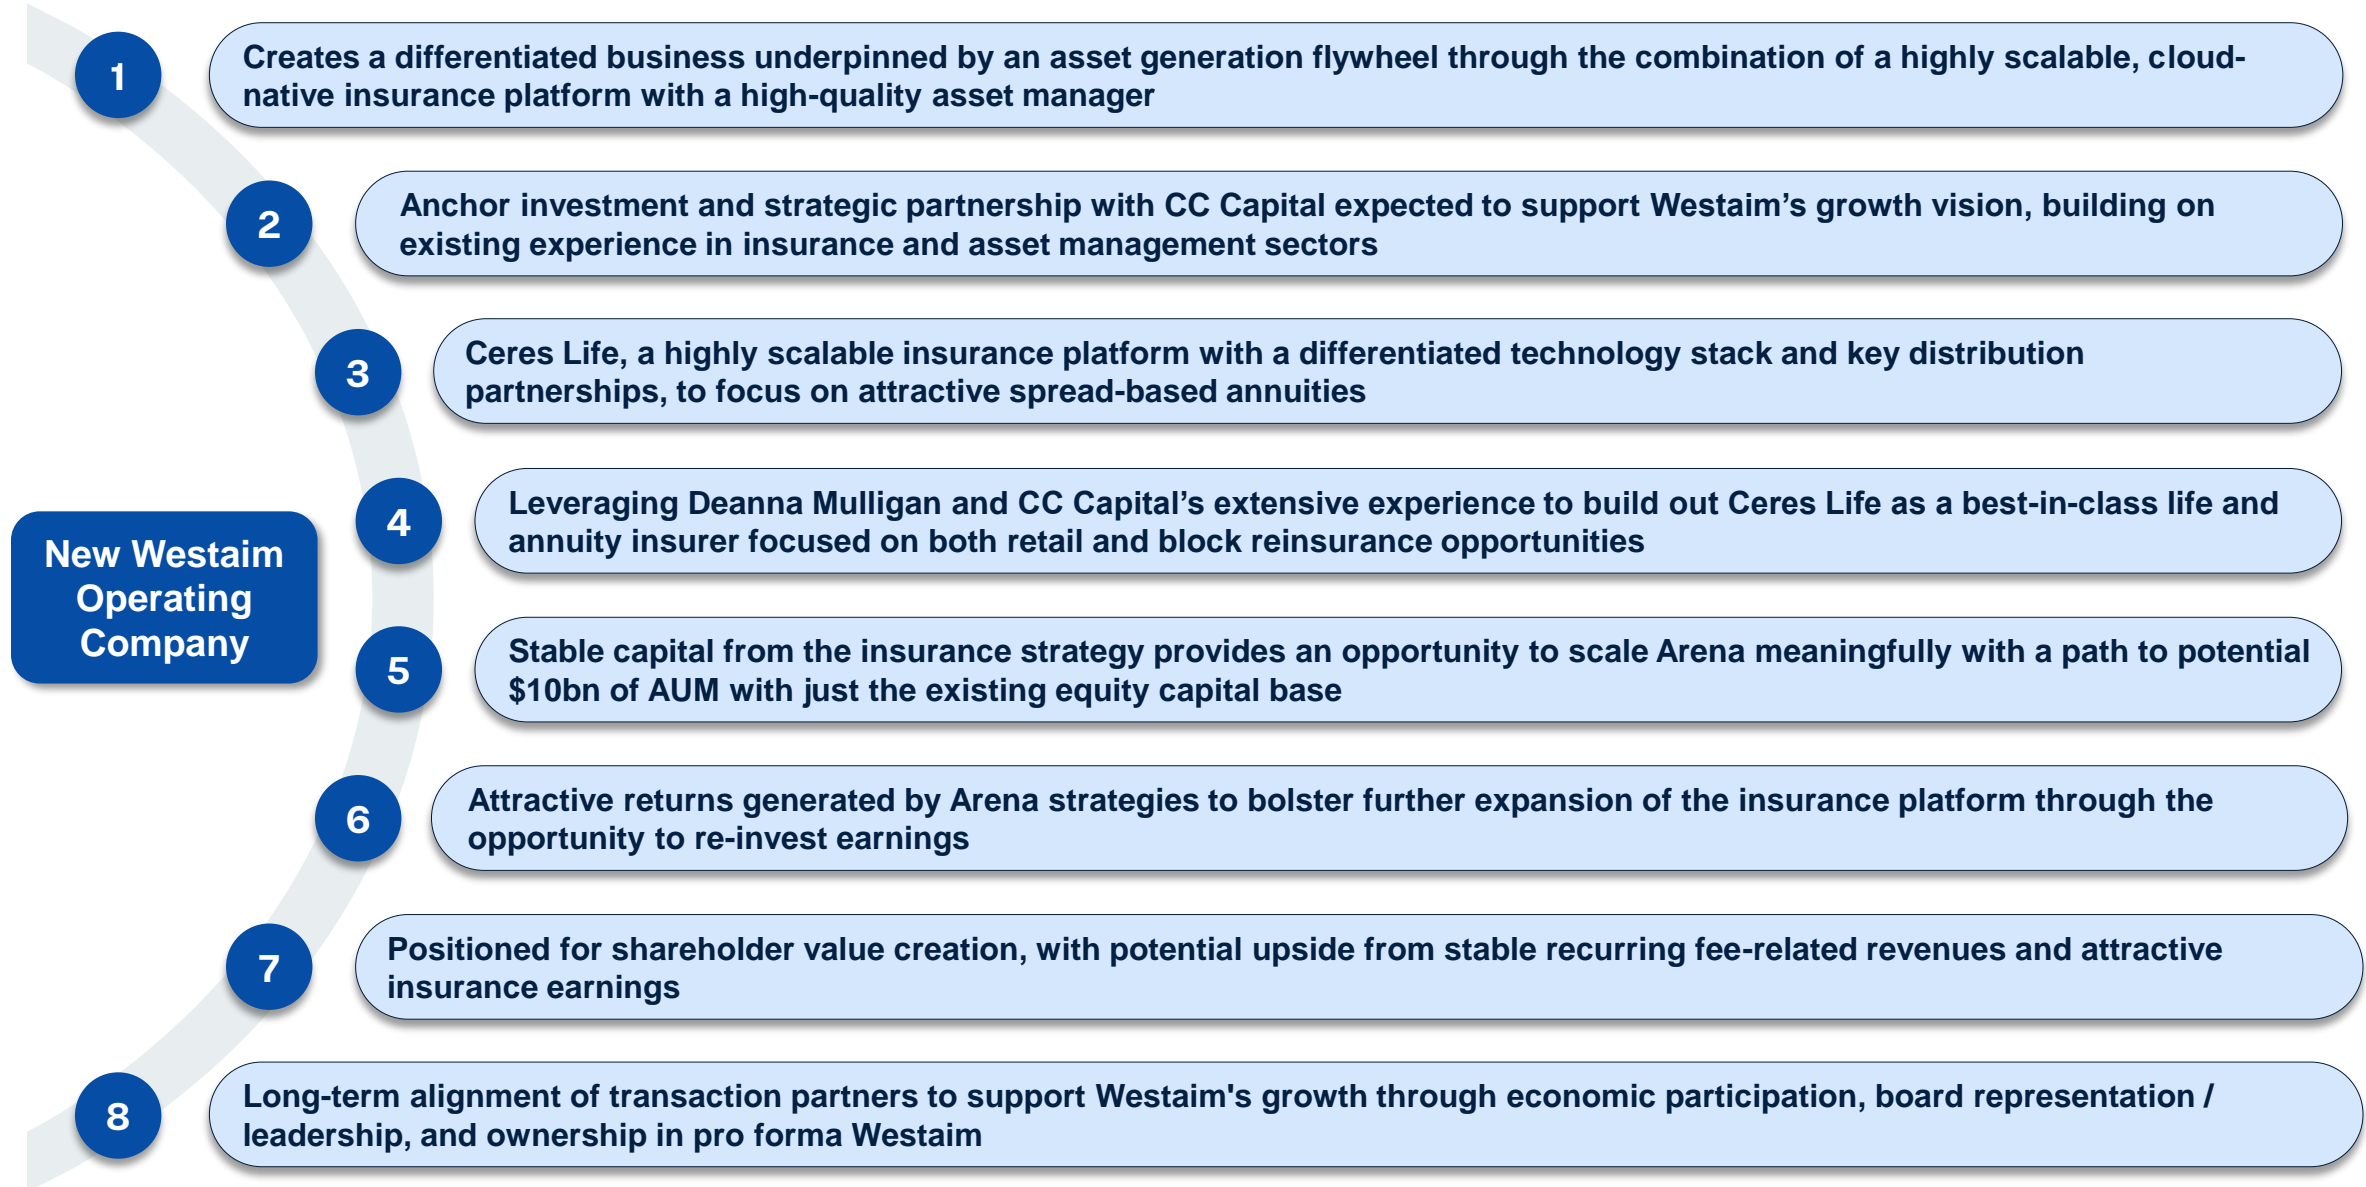 1
Creates a differentiated business underpinned by an asset generation flywheel through the combination of a highly scalable, cloud-
native insurance platform with a high-quality asset manager
2
Anchor investment and strategic partnership with CC Capital expected to support Westaim’s growth vision, building on
existing experience in insurance and asset management sectors
3
Ceres Life, a highly scalable insurance platform with a differentiated technology stack and key distribution
partnerships, to focus on attractive spread-based annuities
4
Leveraging Deanna Mulligan and CC Capital’s extensive experience to build out Ceres Life as a best-in-class life and
annuity insurer focused on both retail and block reinsurance opportunities
New Westaim
Operating
Company
5
Stable capital from the insurance strategy provides an opportunity to scale Arena meaningfully with a path to potential
$10bn of AUM with just the existing equity capital base
6
Attractive returns generated by Arena strategies to bolster further expansion of the insurance platform through the
opportunity to re-invest earnings
7
Positioned for shareholder value creation, with potential upside from stable recurring fee-related revenues and attractive
insurance earnings
8
Long-term alignment of transaction partners to support Westaim's growth through economic participation, board representation /
leadership, and ownership in pro forma Westaim